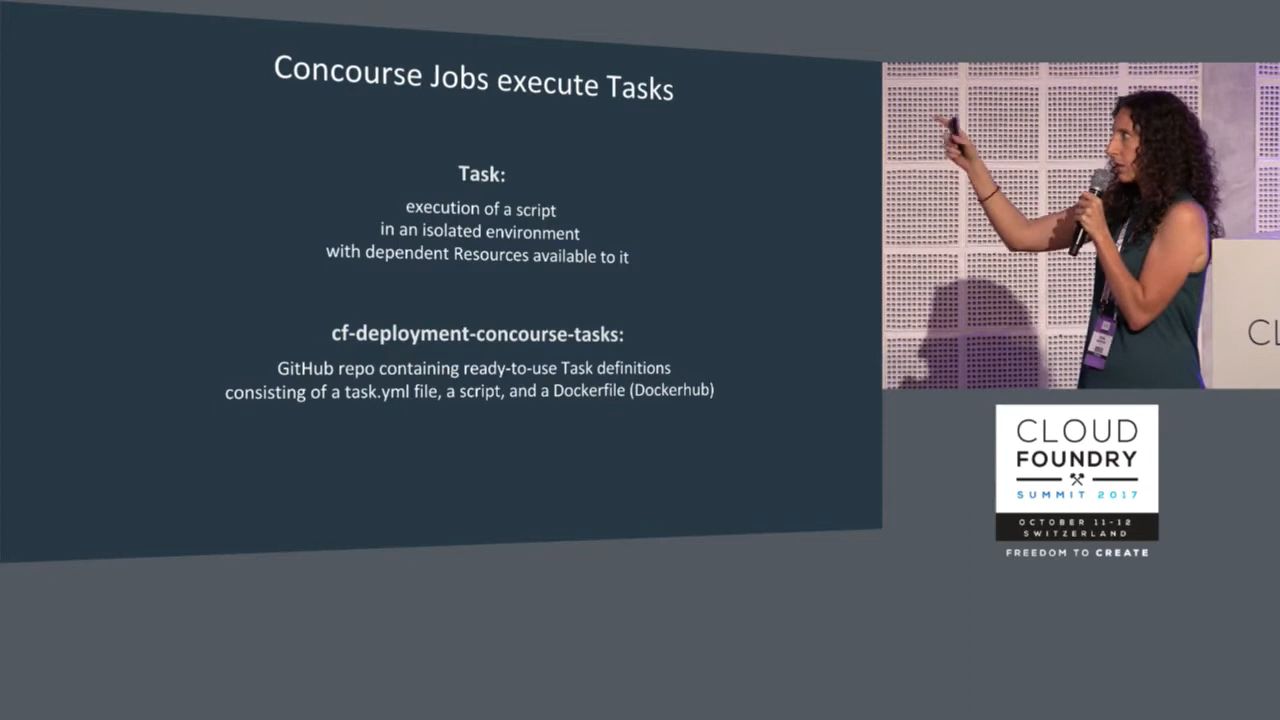 Concourse Jobs execute Tasks
Task:
execution of a script
in an isolated environment
with dependent Resources available to it
cf-deployment-concourse-tasks:
GitHub repo containing ready-to-use Task definitions
consisting of a task.yml file, a script, and a Dockerfile (Dockerhub)
CL
CLOUD
FOUNDRY
SUMMIT 2017
OCTOBER 11-12
SWITZERLAND
FREEDOM TO CREATE